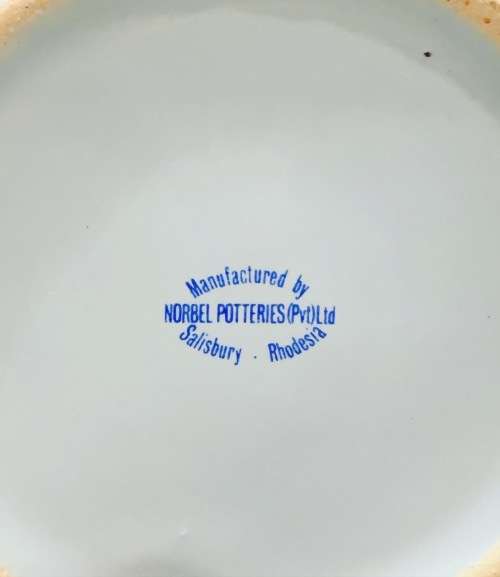 Manufactured by
NORBEL POTTERIES (Pvt) Ltd
Salisbury . Rhodesia